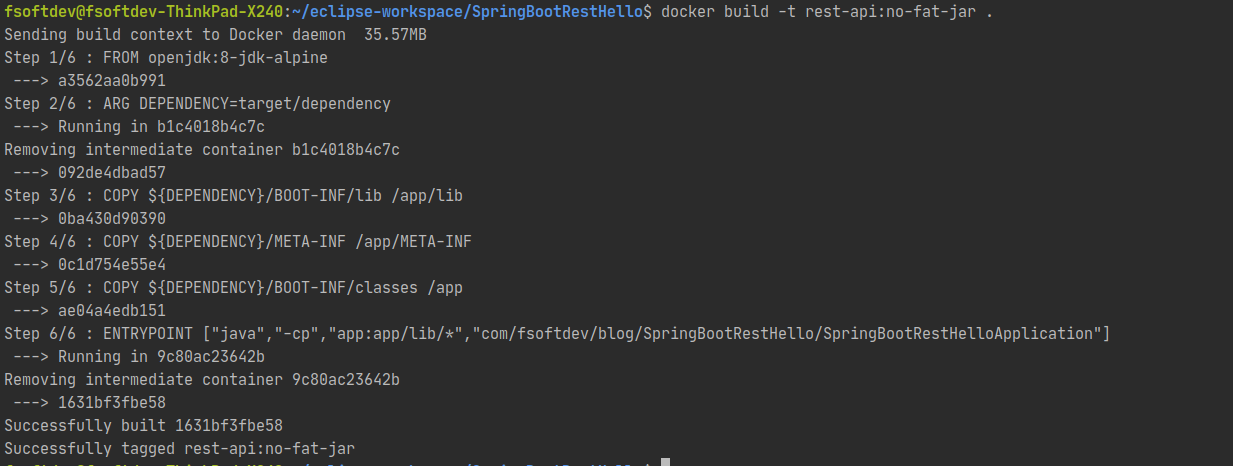 fsoftdev@fsoftdev-ThinkPad-X240:~/eclipse-workspace/SpringBootRestHello$ docker build -t rest-api:no-fat-jar .
Sending build context to Docker daemon  35.57MB
Step 1/6 : FROM openjdk:8-jdk-alpine
 ---> a3562aa0b991
Step 2/6 : ARG DEPENDENCY=target/dependency
 ---> Running in b1c4018b4c7c
Removing intermediate container b1c4018b4c7c
 ---> 092de4dbad57
Step 3/6 : COPY ${DEPENDENCY}/BOOT-INF/lib /app/lib
 ---> 0ba430d90390
Step 4/6 : COPY ${DEPENDENCY}/META-INF /app/META-INF
 ---> 0c1d754e55e4
Step 5/6 : COPY ${DEPENDENCY}/BOOT-INF/classes /app
 ---> ae04a4edb151
Step 6/6 : ENTRYPOINT ["java","-cp","app:app/lib/*","com/fsoftdev/blog/SpringBootRestHello/SpringBootRestHelloApplication"]
 ---> Running in 9c80ac23642b
Removing intermediate container 9c80ac23642b
 ---> 1631bf3fbe58
Successfully built 1631bf3fbe58
Successfully tagged rest-api:no-fat-jar